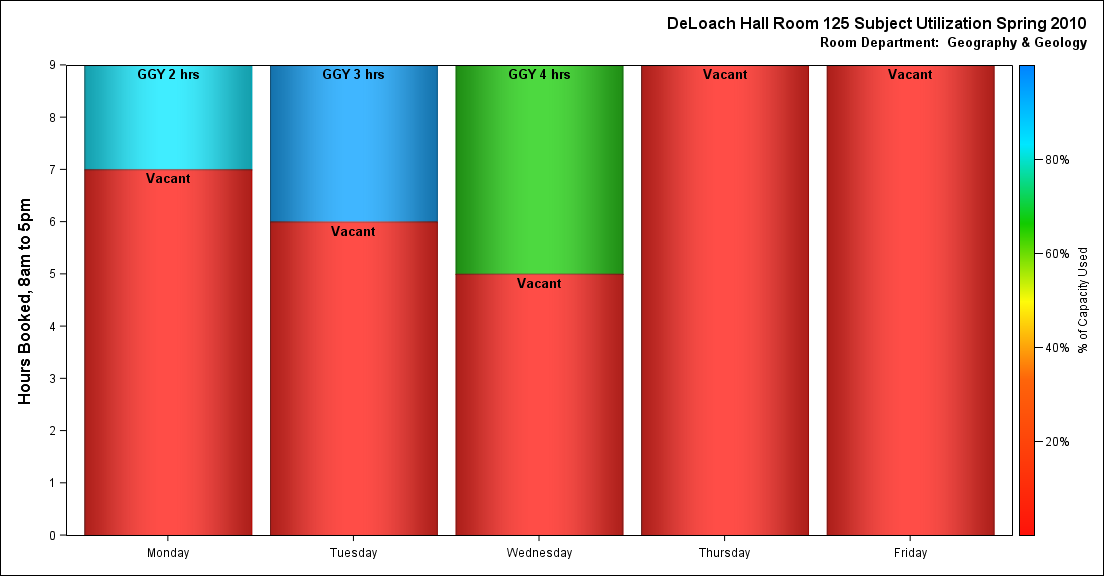 DeLoach Hall Room 125 Subject Utilization Spring 2010
Room Department:  Geography & Geology
Hours Booked, 8am to 5pm
9
8
7
6
5
4
3
2
1
0
GGY 2 hrs
GGY 3 hrs
GGY 4 hrs
Vacant
Vacant
Vacant
Vacant
Vacant
Monday
Tuesday
Wednesday
Thursday
Friday
80%
60%
40%
20%
% of Capacity Used